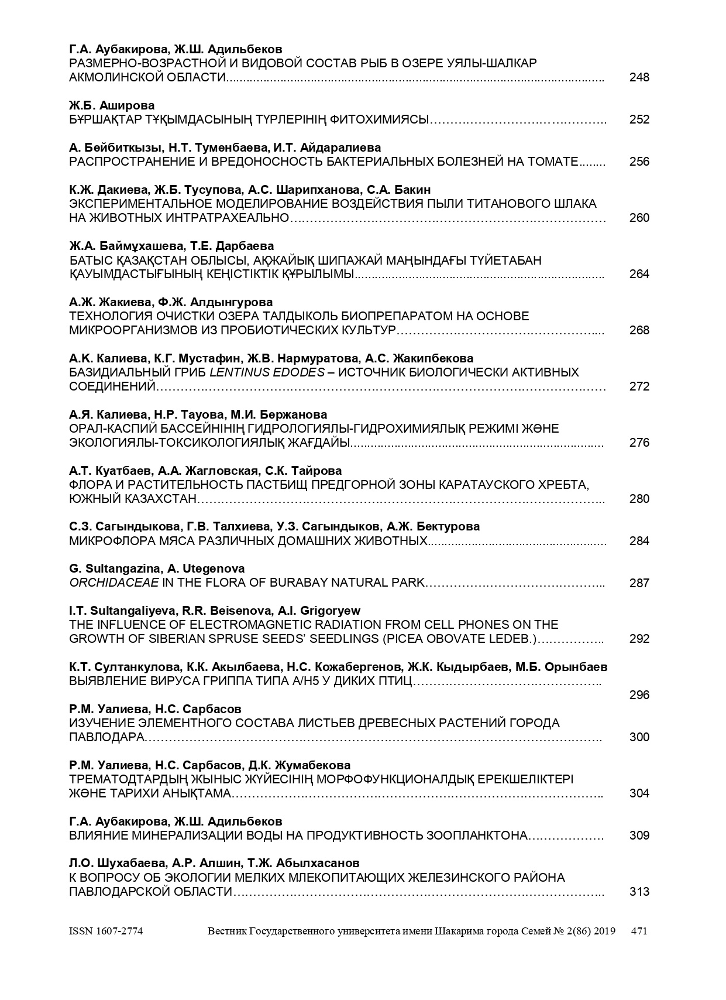 Г.А. Аубакирова, Ж.Ш. Адильбеков
РАЗМЕРНО-ВОЗРАСТНОЙ И ВИДОВОЙ СОСТАВ РЫБ В ОЗЕРЕ УЯЛЫ-ШАЛКАР
АКМОЛИНСКОЙ ОБЛАСТИ……………………………………………………………………………. 248
Ж.Б. Аширова
БҰРШАҚТАР ТҰҚЫМДАСЫНЫҢ ТҮРЛЕРІНІҢ ФИТОХИМИЯСЫ…………………………………….. 252
А. Бейбиткызы, Н.Т. Туменбаева, И.Т. Айдаралиева
РАСПРОСТРАНЕНИЕ И ВРЕДОНОСНОСТЬ БАКТЕРИАЛЬНЫХ БОЛЕЗНЕЙ НА ТОМАТЕ........ 256
К.Ж. Дакиева, Ж.Б. Тусупова, А.С. Шарипханова, С.А. Бакин
ЭКСПЕРИМЕНТАЛЬНОЕ МОДЕЛИРОВАНИЕ ВОЗДЕЙСТВИЯ ПЫЛИ ТИТАНОВОГО ШЛАКА
НА ЖИВОТНЫХ ИНТРАТРАХЕАЛЬНО…………………………………………………………………… 260
Ж.А. Баймұхашева, Т.Е. Дарбаева
БАТЫС ҚАЗАҚСТАН ОБЛЫСЫ, АҚЖАЙЫҚ ШИПАЖАЙ МАҢЫНДАҒЫ ТҮЙЕТАБАН
ҚАУЫМДАСТЫҒЫНЫҢ КЕҢІСТІКТІК ҚҰРЫЛЫМЫ……………………………………………………. 264
А.Ж. Жакиева, Ф.Ж. Алдынгурова
ТЕХНОЛОГИЯ ОЧИСТКИ ОЗЕРА ТАЛДЫКОЛЬ БИОПРЕПАРАТОМ НА ОСНОВЕ
МИКРООРГАНИЗМОВ ИЗ ПРОБИОТИЧЕСКИХ КУЛЬТУР………………………………………….... 268
А.К. Калиева, К.Г. Мустафин, Ж.В. Нармуратова, А.С. Жакипбекова
БАЗИДИАЛЬНЫЙ ГРИБ LENTINUS EDODES – ИСТОЧНИК БИОЛОГИЧЕСКИ АКТИВНЫХ
СОЕДИНЕНИЙ………………………………………………………………………………………………… 272
А.Я. Калиева, Н.Р. Тауова, М.И. Бержанова
ОРАЛ-КАСПИЙ БАССЕЙНІНІҢ ГИДРОЛОГИЯЛЫ-ГИДРОХИМИЯЛЫҚ РЕЖИМІ ЖӘНЕ
ЭКОЛОГИЯЛЫ-ТОКСИКОЛОГИЯЛЫҚ ЖАҒДАЙЫ……………………………………………………. 276
А.Т. Куатбаев, А.А. Жагловская, С.К. Тайрова
ФЛОРА И РАСТИТЕЛЬНОСТЬ ПАСТБИЩ ПРЕДГОРНОЙ ЗОНЫ КАРАТАУСКОГО ХРЕБТА,
ЮЖНЫЙ КАЗАХСТАН……………………………………………………………………………………….. 280
С.З. Сагындыкова, Г.В. Талхиева, У.З. Сагындыков, А.Ж. Бектурова
МИКРОФЛОРА МЯСА РАЗЛИЧНЫХ ДОМАШНИХ ЖИВОТНЫХ…………………………………… 284
G. Sultangazina, A. Utegenova
ORCHIDACEAE IN THE FLORA OF BURABAY NATURAL PARK…………………………………….. 287
I.T. Sultangaliyeva, R.R. Beisenova, A.I. Grigoryew
THE INFLUENCE OF ELECTROMAGNETIC RADIATION FROM CELL PHONES ON THE
GROWTH OF SIBERIAN SPRUSE SEEDS’ SEEDLINGS (PICEA OBOVATE LEDEB.)…………….. 292
К.Т. Султанкулова, К.К. Акылбаева, Н.С. Кожабергенов, Ж.К. Кыдырбаев, М.Б. Орынбаев
ВЫЯВЛЕНИЕ ВИРУСА ГРИППА ТИПА А/Н5 У ДИКИХ ПТИЦ………………………………………..
296
Р.М. Уалиева, Н.С. Сарбасов
ИЗУЧЕНИЕ ЭЛЕМЕНТНОГО СОСТАВА ЛИСТЬЕВ ДРЕВЕСНЫХ РАСТЕНИЙ ГОРОДА
ПАВЛОДАРА…………………………………………………………………………………………………. 300
Р.М. Уалиева, Н.С. Сарбасов, Д.К. Жумабекова
ТРЕМАТОДТАРДЫҢ ЖЫНЫС ЖҮЙЕСІНІҢ МОРФОФУНКЦИОНАЛДЫҚ ЕРЕКШЕЛІКТЕРІ
ЖӘНЕ ТАРИХИ АНЫҚТАМА……………………………………………………………………………….. 304
Г.А. Аубакирова, Ж.Ш. Адильбеков
ВЛИЯНИЕ МИНЕРАЛИЗАЦИИ ВОДЫ НА ПРОДУКТИВНОСТЬ ЗООПЛАНКТОНА……………… 309
Л.О. Шухабаева, А.Р. Алшин, Т.Ж. Абылхасанов
К ВОПРОСУ ОБ ЭКОЛОГИИ МЕЛКИХ МЛЕКОПИТАЮЩИХ ЖЕЛЕЗИНСКОГО РАЙОНА
ПАВЛОДАРСКОЙ ОБЛАСТИ……………………………………………………………………………….. 313
ISSN 1607-2774 Вестник Государственного университета имени Шакарима города Семей № 2(86) 2019 471